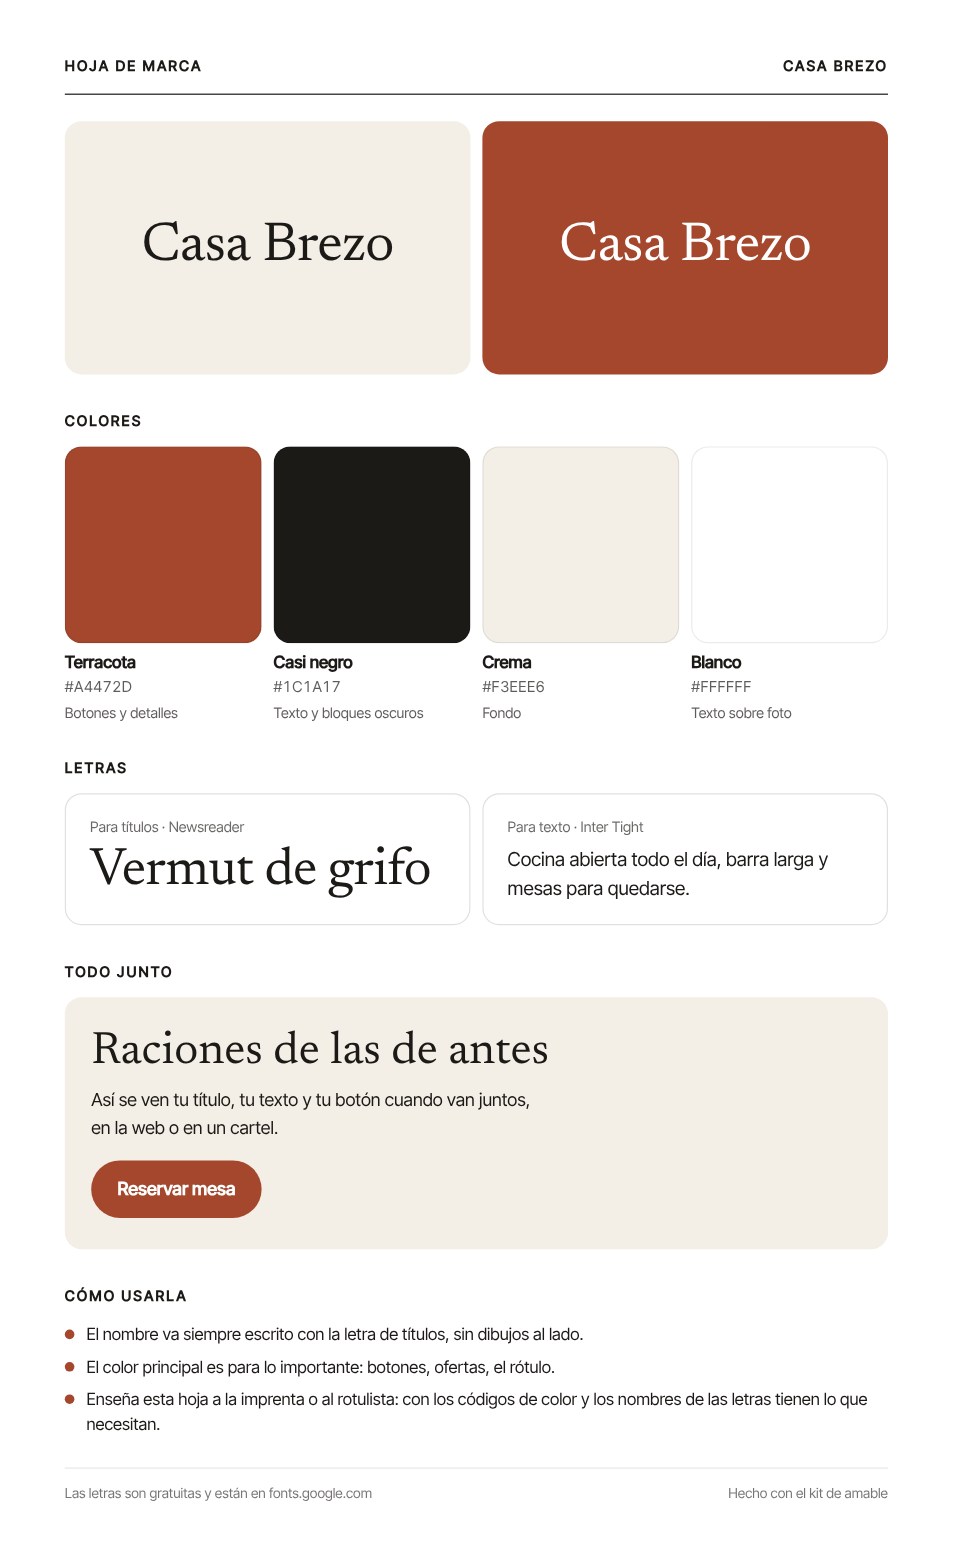 HOJA DE MARCA
CASA BREZO
Casa Brezo
Casa Brezo
COLORES
Terracota
#A4472D
Botones y detalles
Casi negro
#1C1A17
Texto y bloques oscuros
Crema
#F3EEE6
Fondo
Blanco
#FFFFFF
Texto sobre foto
LETRAS
Para títulos · Newsreader
Vermut de grifo
Para texto · Inter Tight
Cocina abierta todo el día, barra larga y
mesas para quedarse.
TODO JUNTO
Raciones de las de antes
Así se ven tu título, tu texto y tu botón cuando van juntos,
en la web o en un cartel.
Reservar mesa
CÓMO USARLA
El nombre va siempre escrito con la letra de títulos, sin dibujos al lado.
El color principal es para lo importante: botones, ofertas, el rótulo.
Enseña esta hoja a la imprenta o al rotulista: con los códigos de color y los nombres de las letras tienen lo que
necesitan.
Las letras son gratuitas y están en fonts.google.com
Hecho con el kit de amable